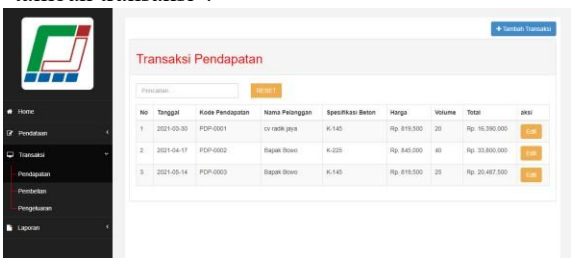 tambah transaksi".
+ Tambah Transaksi
Transaksi Pendapatan
Pencarian
RESET
Home
No Tanggal Kode Pendapatan Nama Pelanggan Spesifikasi Beton Harga Volume Total aksi
Pendataan
1 2021-03-30 PDP-0001 cv radik jaya K-145 Rp. 819,500 20 Rp. 16,390,000 Edit
Transaksi
2 2021-04-17 PDP-0002 Bapak Bowo K-225 Rp. 845,000 40 Rp. 33,800,000 Edit
Pendapatan
3 2021-05-14 PDP-0003 Bapak Bowo K-145 Rp. 819,500 25 Rp. 20,487,500 Edit
Pembelian
Pengeluaran
Laporan